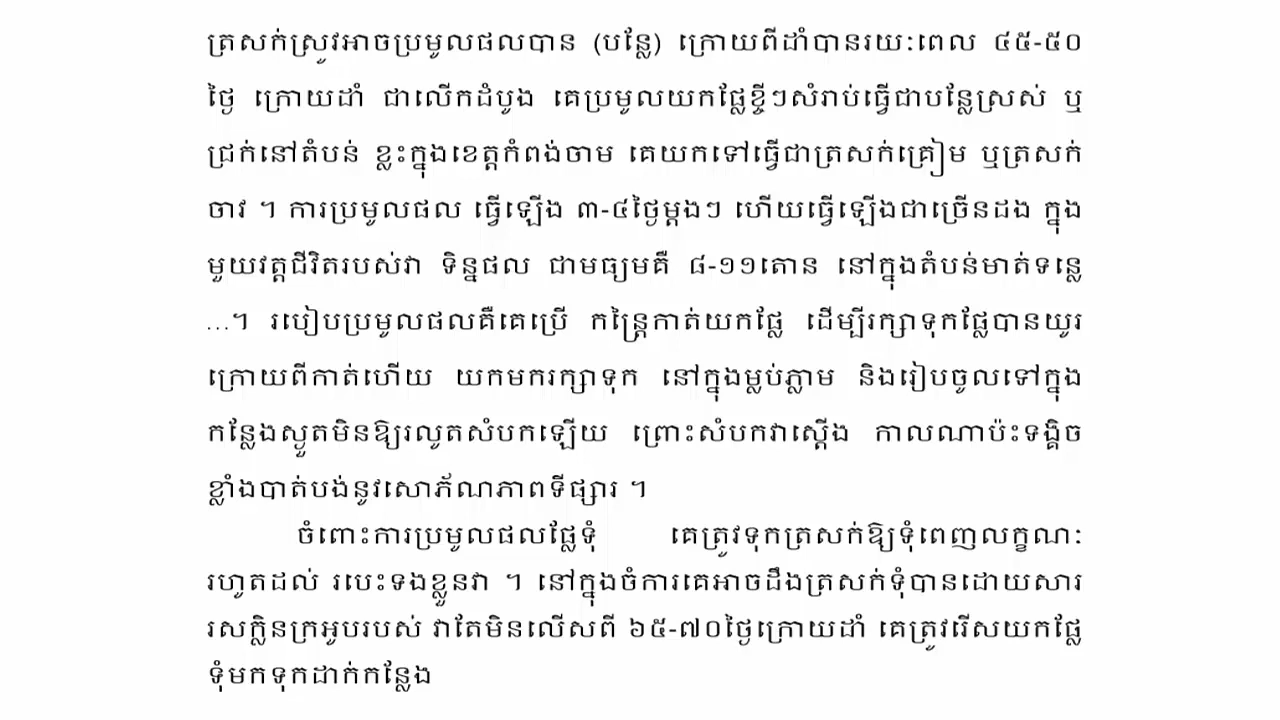 ត្រសក់ស្រូវអាចប្រមូលផលបាន (បន្លែ) ក្រោយពីដាំបានរយៈពេល ៤៥-៥០
ថ្ងៃ ក្រោយដាំ ជាលើកដំបូង គេប្រមូលយកផ្លែខ្ចីៗសំរាប់ធ្វើជាបន្លែស្រស់ ឬ
ជ្រក់នៅតំបន់ ខ្លះក្នុងខេត្តកំពង់ចាម គេយកទៅធ្វើជាត្រសក់គ្រៀម ឬត្រសក់
ចាវ ។ ការប្រមូលផល ធ្វើឡើង ៣-៤ថ្ងៃម្តងៗ ហើយធ្វើឡើងជាច្រើនដង ក្នុង
មួយវត្តជីវិតរបស់វា ទិន្នផល ជាមធ្យមគឺ ៨-១១តោន នៅក្នុងតំបន់មាត់ទន្លេ
...។ របៀបប្រមូលផលគឺគេប្រើ កន្ត្រៃកាត់យកផ្លែ ដើម្បីរក្សាទុកផ្លែបានយូរ
ក្រោយពីកាត់ហើយ យកមករក្សាទុក នៅក្នុងម្លប់ភ្លាម និងរៀបចូលទៅក្នុង
កន្លែងស្ងួតមិនឱ្យរលូតសំបកឡើយ ព្រោះសំបកវាស្តើង កាលណាប៉ះទង្គិច
ខ្លាំងបាត់បង់នូវសោភ័ណភាពទីផ្សារ ។
ចំពោះការប្រមូលផលផ្លែទុំ គេត្រូវទុកត្រសក់ឱ្យទុំពេញលក្ខណៈ
រហូតដល់ របេះទងខ្លួនវា ។ នៅក្នុងចំការគេអាចដឹងត្រសក់ទុំបានដោយសារ
រសក្លិនក្រអូបរបស់ វាតែមិនលើសពី ៦៥-៧០ថ្ងៃក្រោយដាំ គេត្រូវរើសយកផ្លែ
ទុំមកទុកដាក់កន្លែង